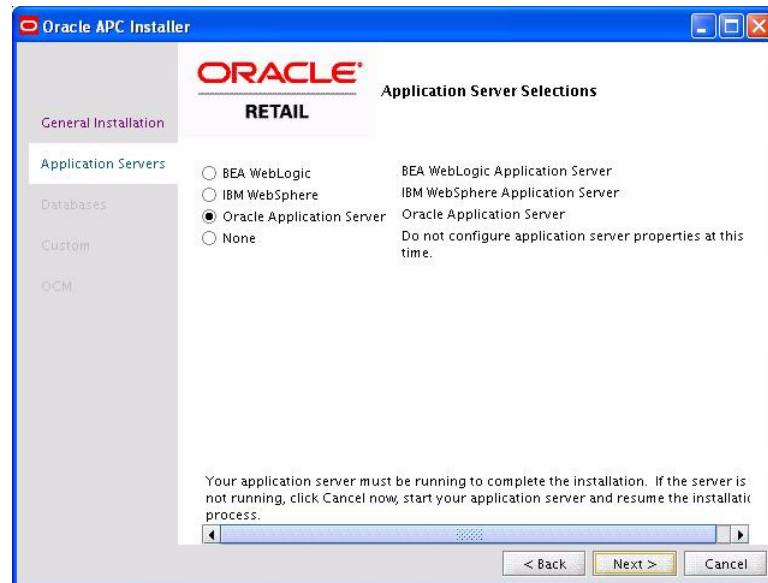 Oracle APC Installer
ORACLE
RETAIL
Application Server Selections
General Installation
Application Servers
Databases
Custom
OCM
BEA WebLogic BEA WebLogic Application Server
IBM WebSphere IBM WebSphere Application Server
Oracle Application Server Oracle Application Server
None Do not configure application server properties at this
time.
Your application server must be running to complete the installation. If the server is
not running, click Cancel now, start your application server and resume the installatic
process.
< Back Next > Cancel